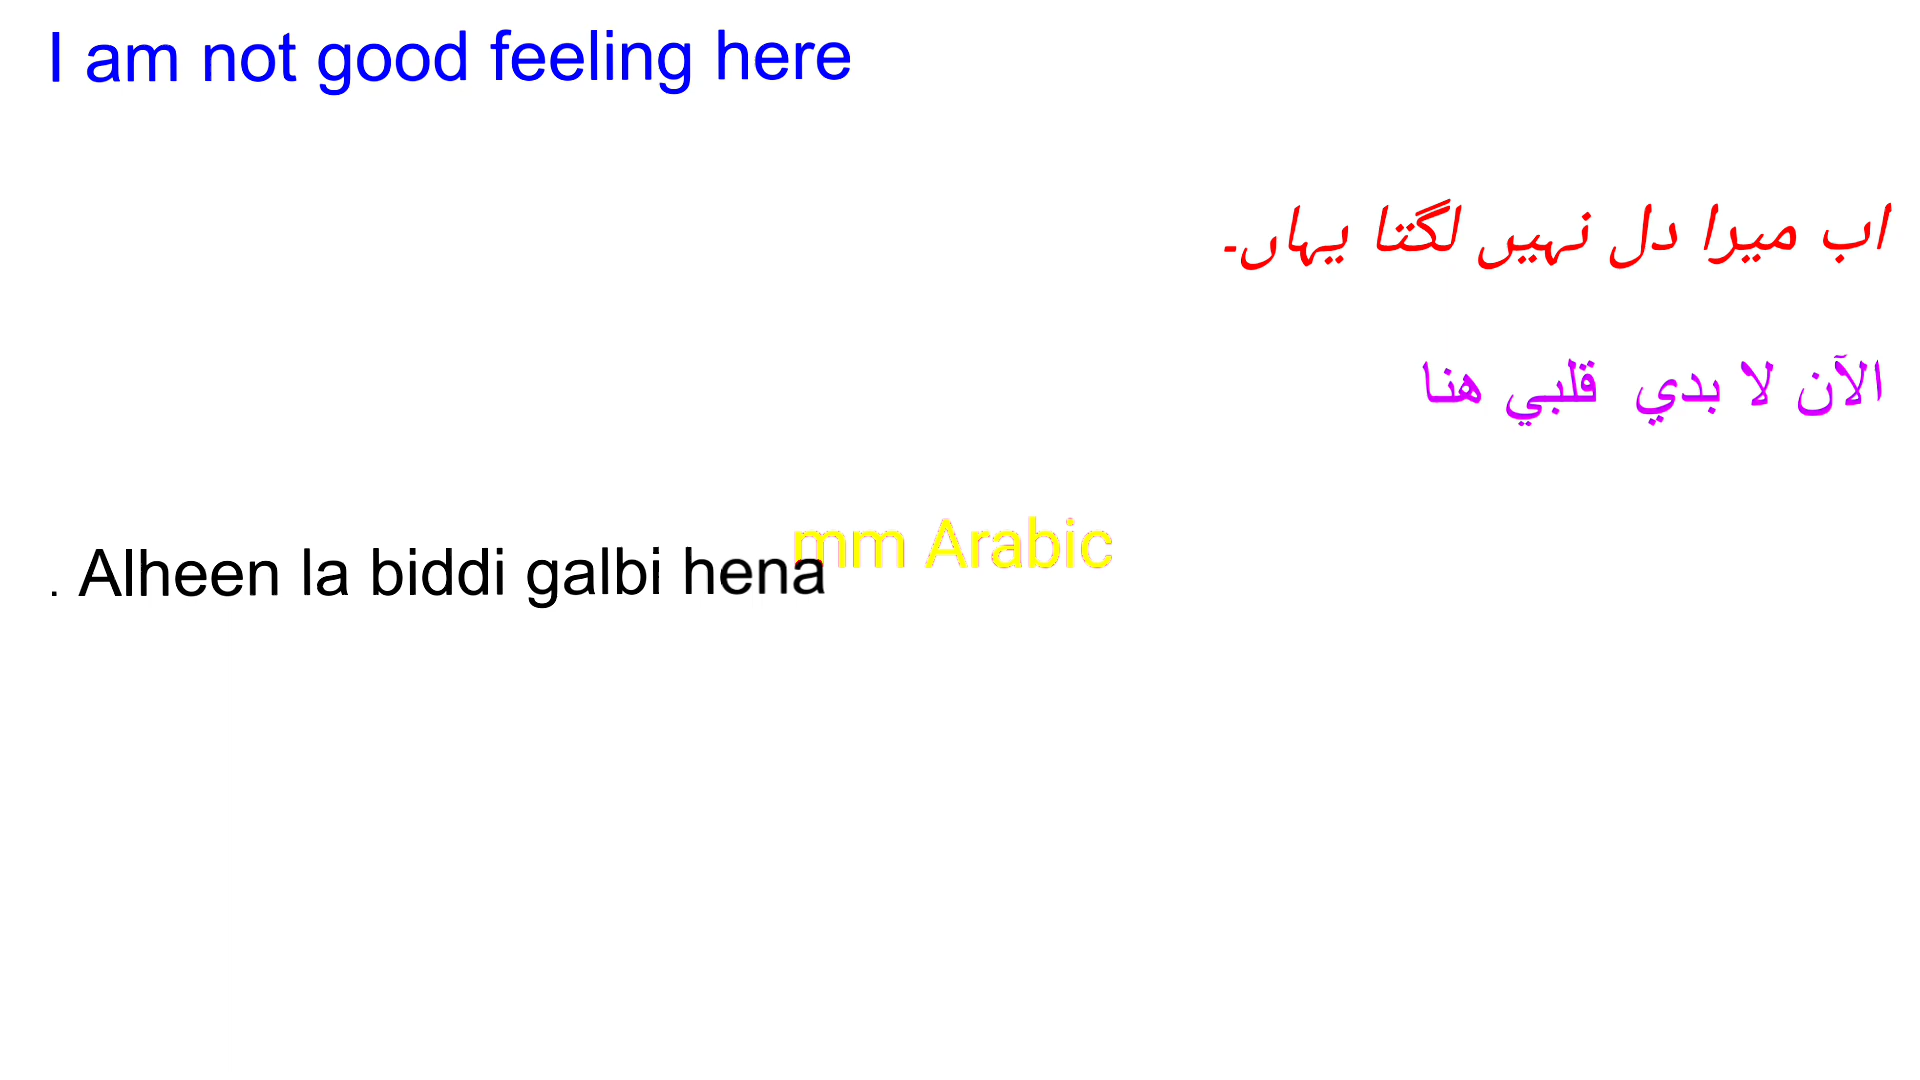 I am not good feeling here
اب میرا دل نہیں لگتا یہاں۔
الآن لا بدي قلبي هنا
mm Arabic
. Alheen la biddi galbi hena